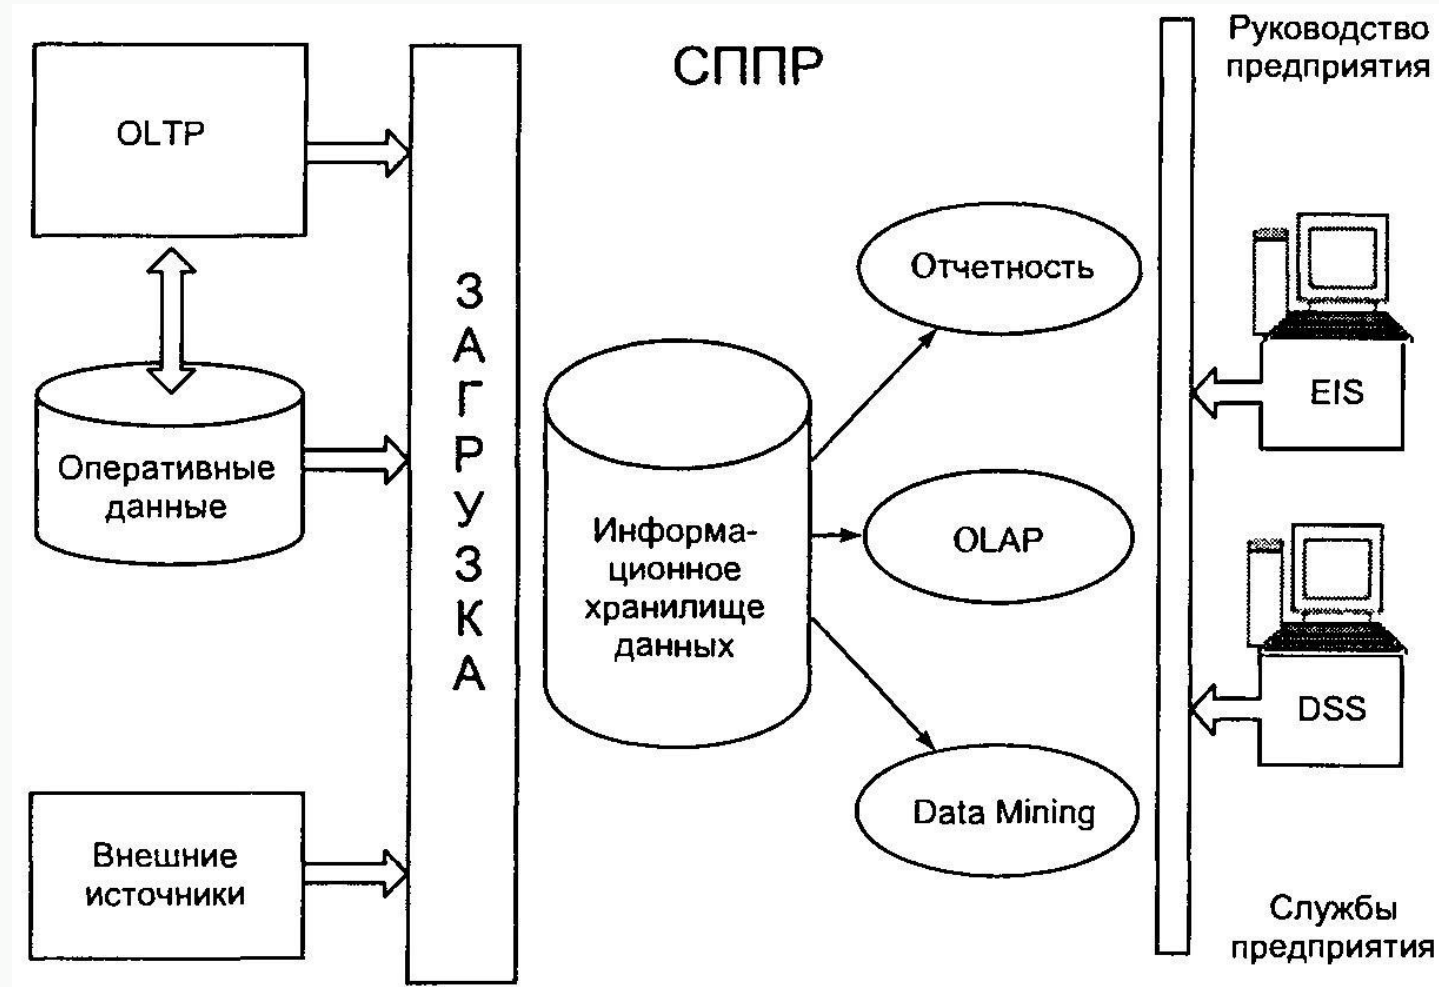 СППР
Руководство
предприятия
OLTP
Оперативные
данные
Внешние
источники
З
А
Г
Р
У
З
К
А
Информа-
ционное
хранилище
данных
Отчетность
OLAP
Data Mining
EIS
DSS
Службы
предприятия